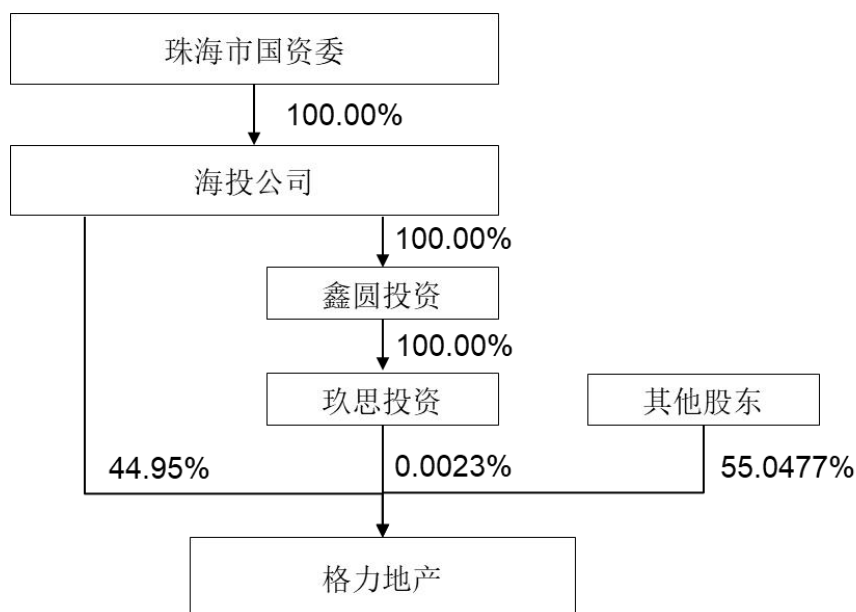 珠海市国资委
100.00%
海投公司
100.00%
鑫圆投资
100.00%
玖思投资
其他股东
44.95%
0.0023%
55.0477%
格力地产